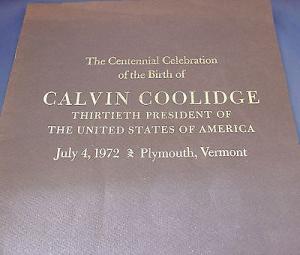 The Centennial Celebration
of the Birth of
CALVIN COOLIDGE
THIRTIETH PRESIDENT OF
THE UNITED STATES OF AMERICA
July 4, 1972 Plymouth, Vermont